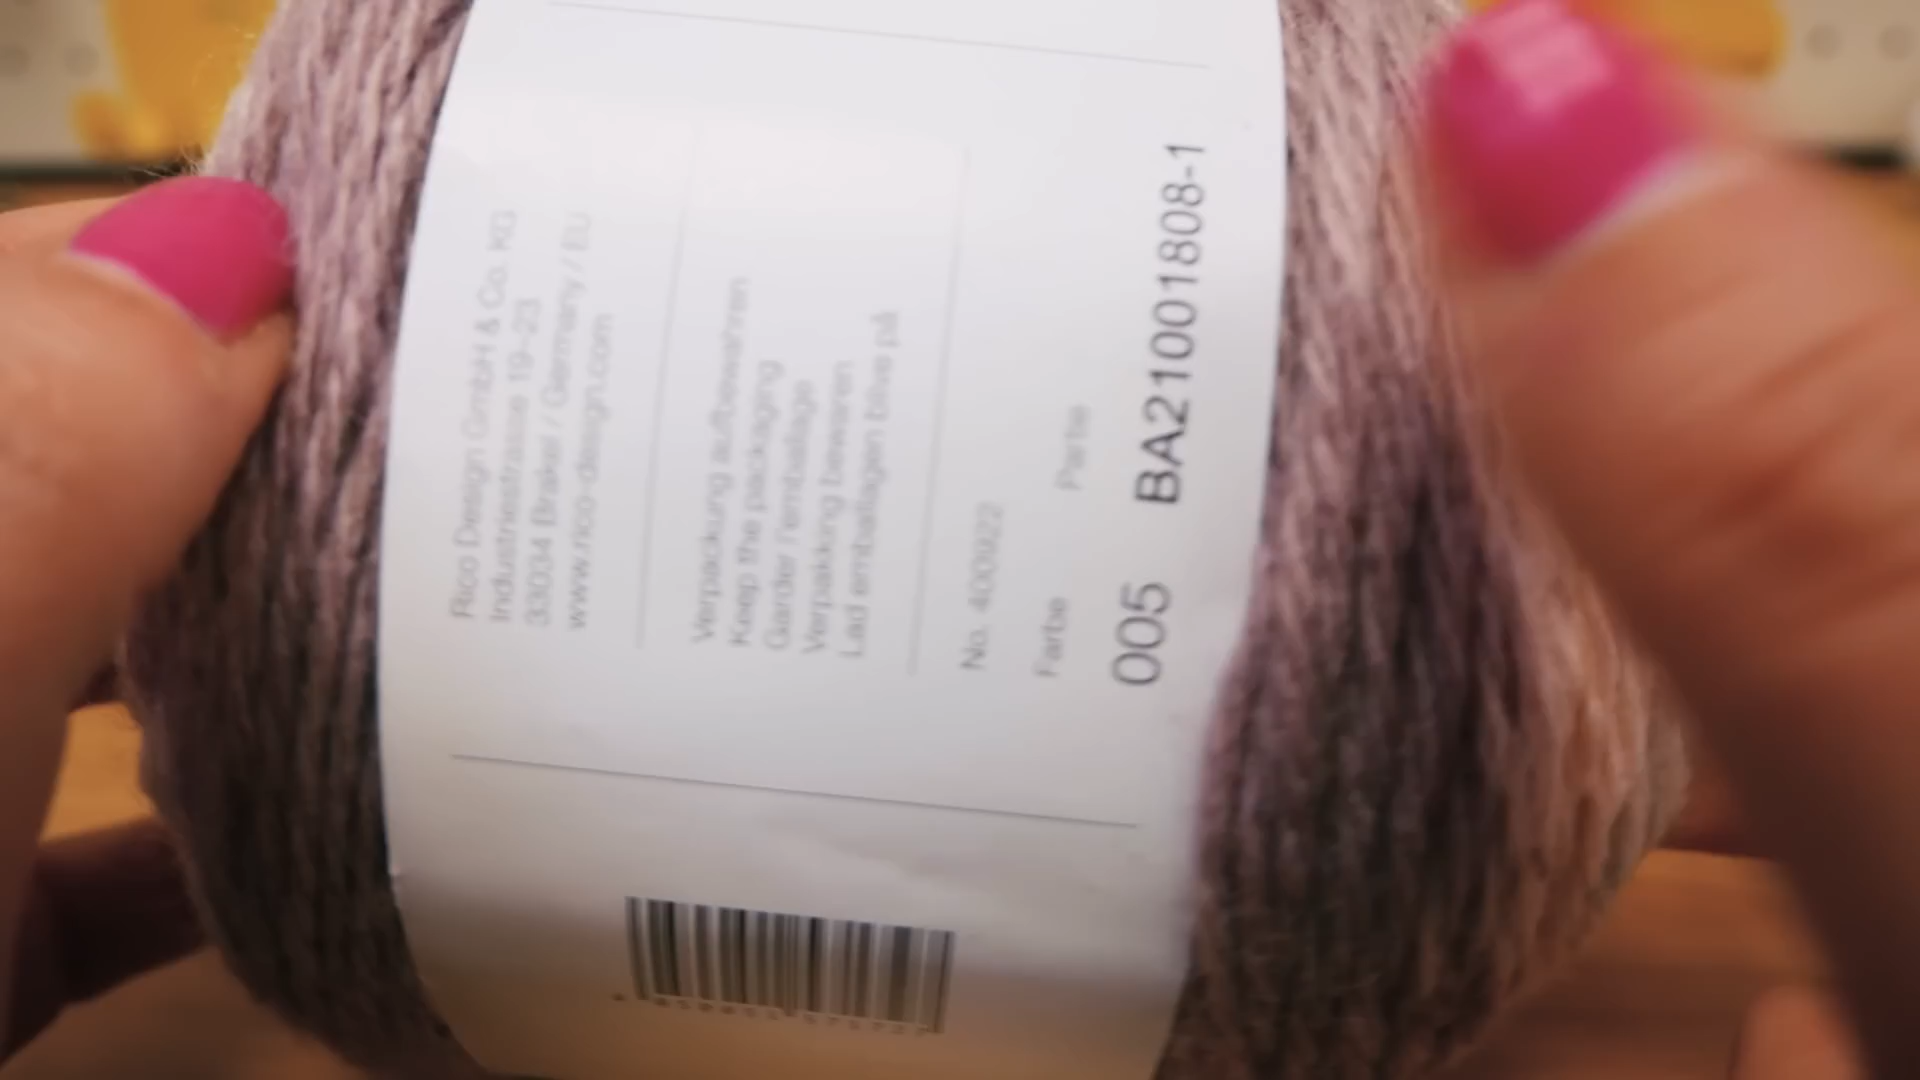 Rico Design GmbH & Co. KG
Industriestrasse 19–23
33034 Brakel / Germany / EU
www.rico-design.com
Verpackung aufbewahren
Keep the packaging
Garder l'emballage
Verpakking bewaren
Lad emballagen blive på
No. 400922
Farbe Partie
005 BA21001808-1